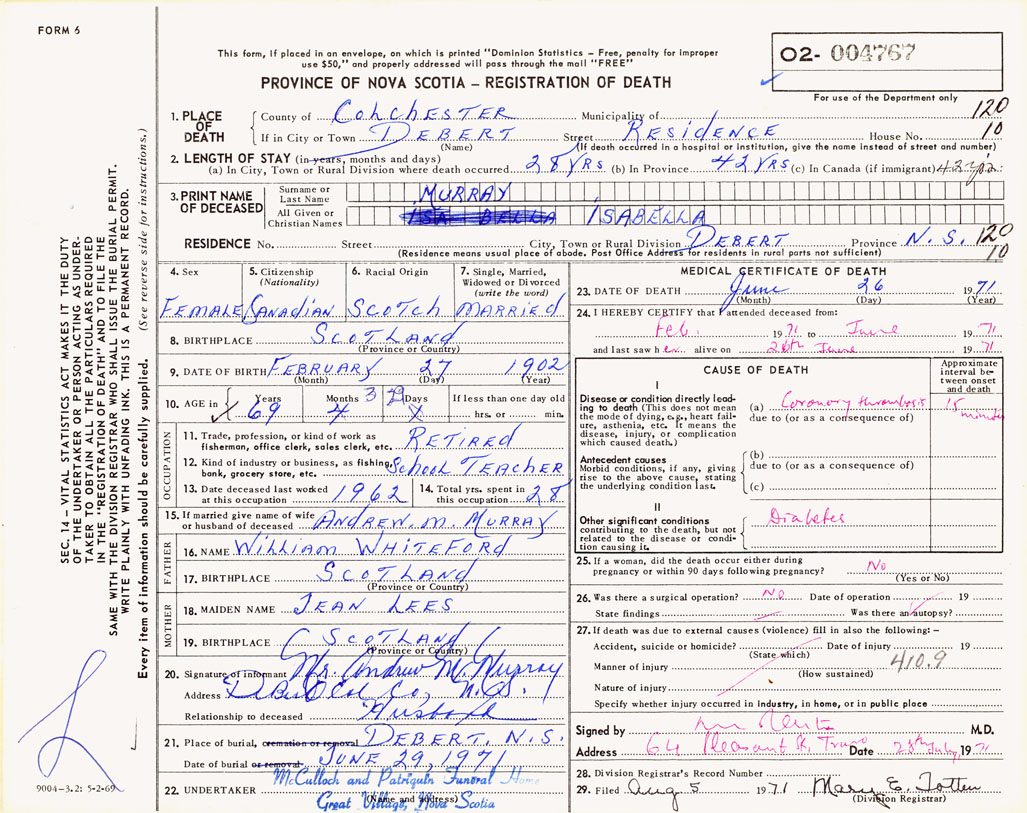 FORM 6
This form, if placed in an envelope, on which is printed "Dominion Statistics – Free, penalty for improper
use $50," and properly addressed will pass through the mail "FREE"
PROVINCE OF NOVA SCOTIA – REGISTRATION OF DEATH
O2- 004767
For use of the Department only
SEC. 14 – VITAL STATISTICS ACT MAKES IT THE DUTY
OF THE UNDERTAKER OR PERSON ACTING AS UNDER-
TAKER TO OBTAIN ALL THE PARTICULARS REQUIRED
IN THE "REGISTRATION OF DEATH" AND TO FILE THE
SAME WITH THE DIVISION REGISTRAR WHO SHALL ISSUE THE BURIAL PERMIT.
WRITE PLAINLY WITH UNFADING INK. THIS IS A PERMANENT RECORD.
Every item of information should be carefully supplied. (See reverse side for instructions.)
1. PLACE OF DEATH
County of COLCHESTER Municipality of 120
If in City or Town DEBERT Street RESIDENCE House No. 10
(Name) (If death occurred in a hospital or institution, give the name instead of street and number)
2. LENGTH OF STAY (in years, months and days)
(a) In City, Town or Rural Division where death occurred 28 YRS (b) In Province 42 YRS (c) In Canada (if immigrant) 42 yrs
3. PRINT NAME OF DECEASED
Surname or Last Name MURRAY
All Given or Christian Names ISA BELLA ISABELLA
RESIDENCE No. Street City, Town or Rural Division DEBERT Province N.S. 120
(Residence means usual place of abode. Post Office Address for residents in rural parts not sufficient) 10
4. Sex 5. Citizenship (Nationality) 6. Racial Origin 7. Single, Married, Widowed or Divorced (write the word)
FEMALE CANADIAN SCOTCH MARRIED
8. BIRTHPLACE SCOTLAND
(Province or Country)
9. DATE OF BIRTH FEBRUARY 27 1902
(Month) (Day) (Year)
10. AGE in Years Months 3 29 Days If less than one day old
69 4 hrs. or min.
OCCUPATION
11. Trade, profession, or kind of work as fisherman, office clerk, sales clerk, etc. RETIRED
12. Kind of industry or business, as fishing, bank, grocery store, etc. SCHOOL TEACHER
13. Date deceased last worked at this occupation 1962 14. Total yrs. spent in this occupation 28
15. If married give name of wife or husband of deceased ANDREW. M. MURRAY
FATHER
16. NAME WILLIAM WHITEFORD
17. BIRTHPLACE SCOTLAND
(Province or Country)
MOTHER
18. MAIDEN NAME JEAN LEES
19. BIRTHPLACE SCOTLAND
(Province or Country)
20. Signature of informant Mr. Andrew M. Murray
Address Debert Col Co, N.S.
Relationship to deceased Husband
21. Place of burial, cremation or removal DEBERT, N.S.
Date of burial or removal JUNE 29, 1971
22. UNDERTAKER McCulloch and Patriquin Funeral Home
(Name and address)
Great Village, Nova Scotia
9004-3.2: 5-2-69
MEDICAL CERTIFICATE OF DEATH
23. DATE OF DEATH June 26 1971
(Month) (Day) (Year)
24. I HEREBY CERTIFY that I attended deceased from:
Feb. 1971 to June 1971
and last saw her alive on 26th June 1971
CAUSE OF DEATH
Approximate interval between onset and death
I
Disease or condition directly leading to death (This does not mean the mode of dying, e.g., heart failure, asthenia, etc. It means the disease, injury, or complication which caused death.
(a) Coronary thrombosis 15 minutes
due to (or as a consequence of)
Antecedent causes
Morbid conditions, if any, giving rise to the above cause, stating the underlying condition last.
(b)
due to (or as a consequence of)
(c)
II
Other significant conditions contributing to the death, but not related to the disease or condition causing it.
Diabetes
25. If a woman, did the death occur either during pregnancy or within 90 days following pregnancy? No
(Yes or No)
26. Was there a surgical operation? No Date of operation 19
State findings Was there an autopsy?
27. If death was due to external causes (violence) fill in also the following: –
Accident, suicide or homicide? Date of injury 19
(State which)
Manner of injury 410.9
(How sustained)
Nature of injury
Specify whether injury occurred in industry, in home, or in public place
Signed by M.D.
Address 64 Pleasant St, Truro Date 28th July 1971
28. Division Registrar's Record Number
29. Filed Aug 5 1971 Mary E. Totten
(Division Registrar)